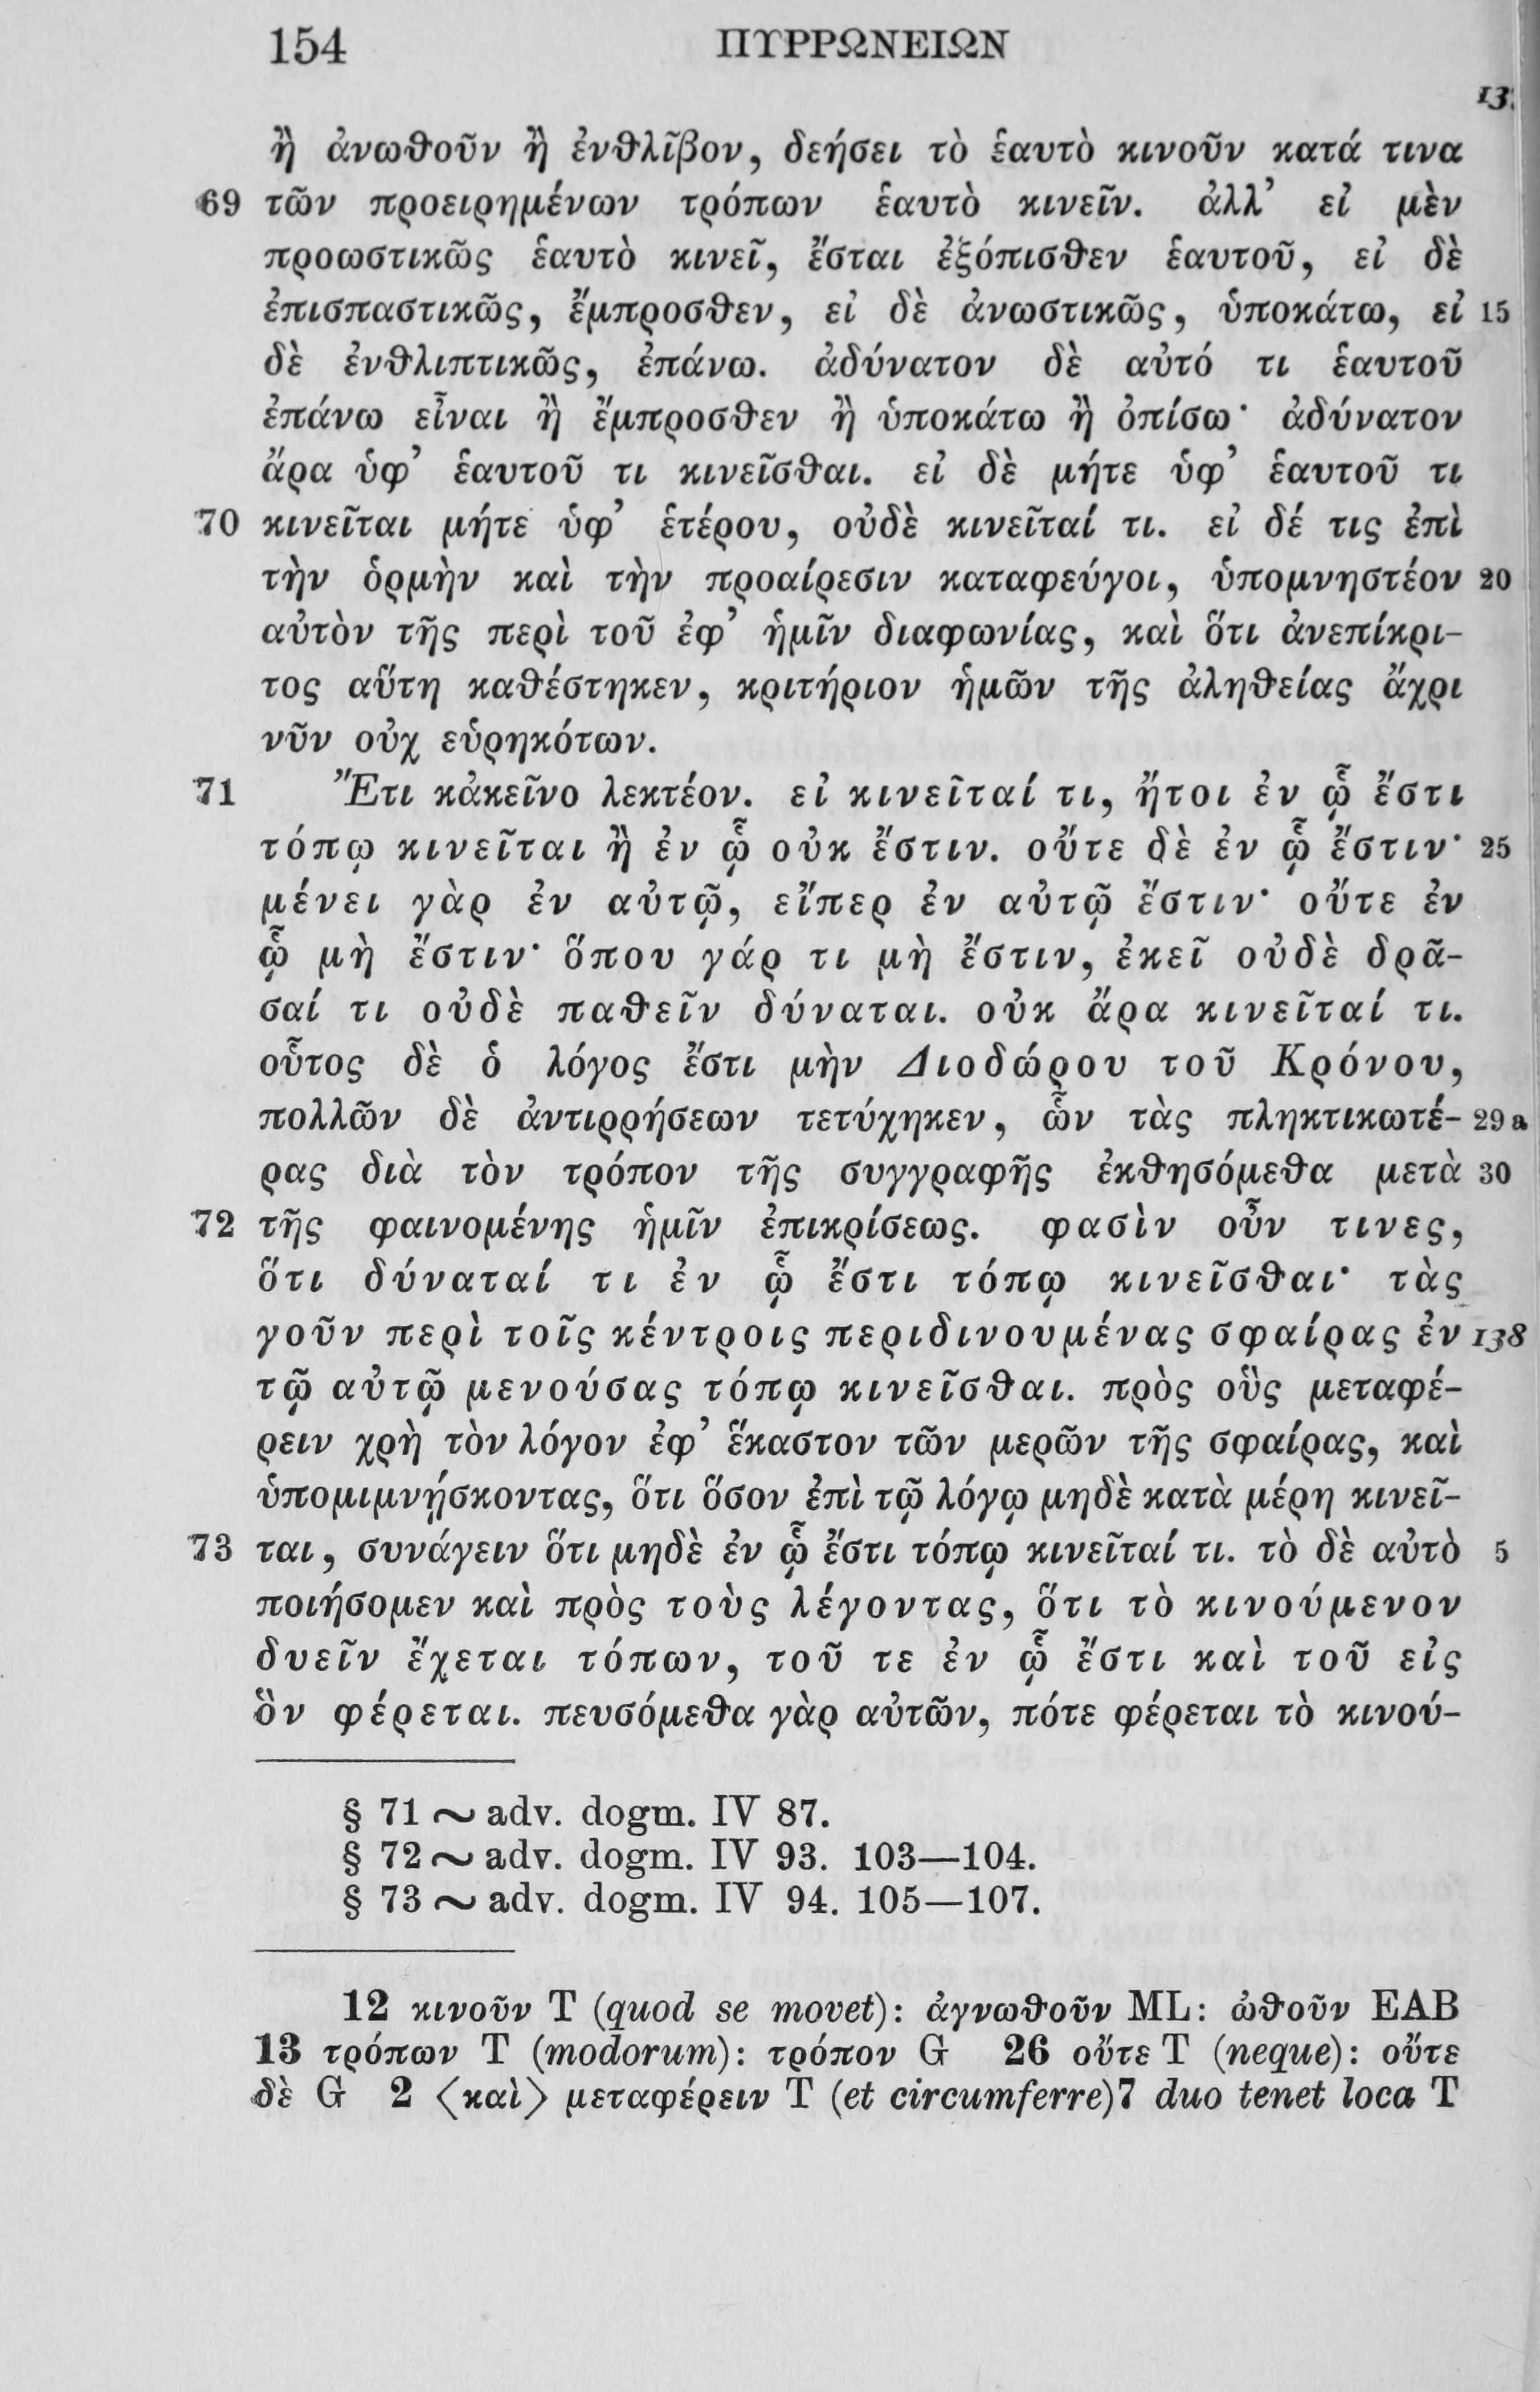 154 ΠΥΡΡΩΝΕΙΩΝ
13
ἢ ἀνωθοῦν ἢ ἐνθλῖβον, δεήσει τὸ ἑαυτὸ κινοῦν κατά τινα
69 τῶν προειρημένων τρόπων ἑαυτὸ κινεῖν. ἀλλ’ εἰ μὲν
προωστικῶς ἑαυτὸ κινεῖ, ἔσται ἐξόπισθεν ἑαυτοῦ, εἰ δὲ
ἐπισπαστικῶς, ἔμπροσθεν, εἰ δὲ ἀνωστικῶς, ὑποκάτω, εἰ 15
δὲ ἐνθλιπτικῶς, ἐπάνω. ἀδύνατον δὲ αὐτό τι ἑαυτοῦ
ἐπάνω εἶναι ἢ ἔμπροσθεν ἢ ὑποκάτω ἢ ὀπίσω· ἀδύνατον
ἄρα ὑφ’ ἑαυτοῦ τι κινεῖσθαι. εἰ δὲ μήτε ὑφ’ ἑαυτοῦ τι
70 κινεῖται μήτε ὑφ’ ἑτέρου, οὐδὲ κινεῖταί τι. εἰ δέ τις ἐπὶ
τὴν ὁρμὴν καὶ τὴν προαίρεσιν καταφεύγοι, ὑπομνηστέον 20
αὐτὸν τῆς περὶ τοῦ ἐφ’ ἡμῖν διαφωνίας, καὶ ὅτι ἀνεπίκρι-
τος αὕτη καθέστηκεν, κριτήριον ἡμῶν τῆς ἀληθείας ἄχρι
νῦν οὐχ εὑρηκότων.
71 Ἔτι κἀκεῖνο λεκτέον. εἰ κινεῖταί τι, ἤτοι ἐν ᾧ ἔστι
τόπῳ κινεῖται ἢ ἐν ᾧ οὐκ ἔστιν. οὔτε δὲ ἐν ᾧ ἔστιν· 25
μένει γὰρ ἐν αὐτῷ, εἴπερ ἐν αὐτῷ ἔστιν· οὔτε ἐν
ᾧ μὴ ἔστιν· ὅπου γάρ τι μὴ ἔστιν, ἐκεῖ οὐδὲ δρᾶ-
σαί τι οὐδὲ παθεῖν δύναται. οὐκ ἄρα κινεῖταί τι.
οὗτος δὲ ὁ λόγος ἔστι μὴν Διοδώρου τοῦ Κρόνου,
πολλῶν δὲ ἀντιρρήσεων τετύχηκεν, ὧν τὰς πληκτικωτέ- 29a
ρας διὰ τὸν τρόπον τῆς συγγραφῆς ἐκθησόμεθα μετὰ 30
72 τῆς φαινομένης ἡμῖν ἐπικρίσεως. φασὶν οὖν τινες,
ὅτι δύναταί τι ἐν ᾧ ἔστι τόπῳ κινεῖσθαι· τὰς
γοῦν περὶ τοῖς κέντροις περιδινουμένας σφαίρας ἐν 138
τῷ αὐτῷ μενούσας τόπῳ κινεῖσθαι. πρὸς οὓς μεταφέ-
ρειν χρὴ τὸν λόγον ἐφ’ ἕκαστον τῶν μερῶν τῆς σφαίρας, καὶ
ὑπομιμνῄσκοντας, ὅτι ὅσον ἐπὶ τῷ λόγῳ μηδὲ κατὰ μέρη κινεῖ-
73 ται, συνάγειν ὅτι μηδὲ ἐν ᾧ ἔστι τόπῳ κινεῖταί τι. τὸ δὲ αὐτὸ 5
ποιήσομεν καὶ πρὸς τοὺς λέγοντας, ὅτι τὸ κινούμενον
δυεῖν ἔχεται τόπων, τοῦ τε ἐν ᾧ ἔστι καὶ τοῦ εἰς
ὃν φέρεται. πευσόμεθα γὰρ αὐτῶν, πότε φέρεται τὸ κινού-
§ 71 ~ adv. dogm. IV 87.
§ 72 ~ adv. dogm. IV 93. 103—104.
§ 73 ~ adv. dogm. IV 94. 105—107.
12 κινοῦν T (quod se movet): ἀγνωθοῦν ML: ὠθοῦν EAB
13 τρόπων T (modorum): τρόπον G 26 οὔτε T (neque): οὔτε
δὲ G 2 〈καὶ〉 μεταφέρειν T (et circumferre) 7 duo tenet loca T